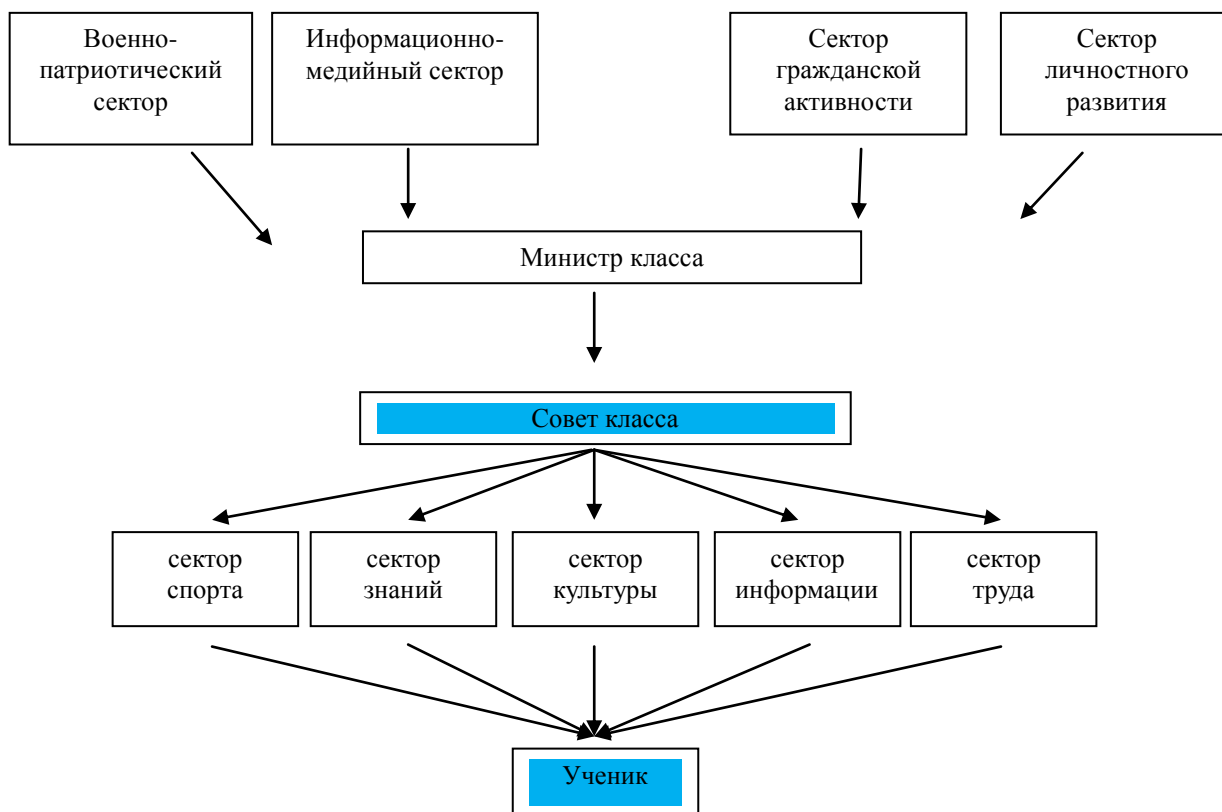 Военно-
патриотический
сектор
Информационно-
медийный сектор
Сектор
гражданской
активности
Сектор
личностного
развития
Министр класса
Совет класса
сектор
спорта
сектор
знаний
сектор
культуры
сектор
информации
сектор
труда
Ученик